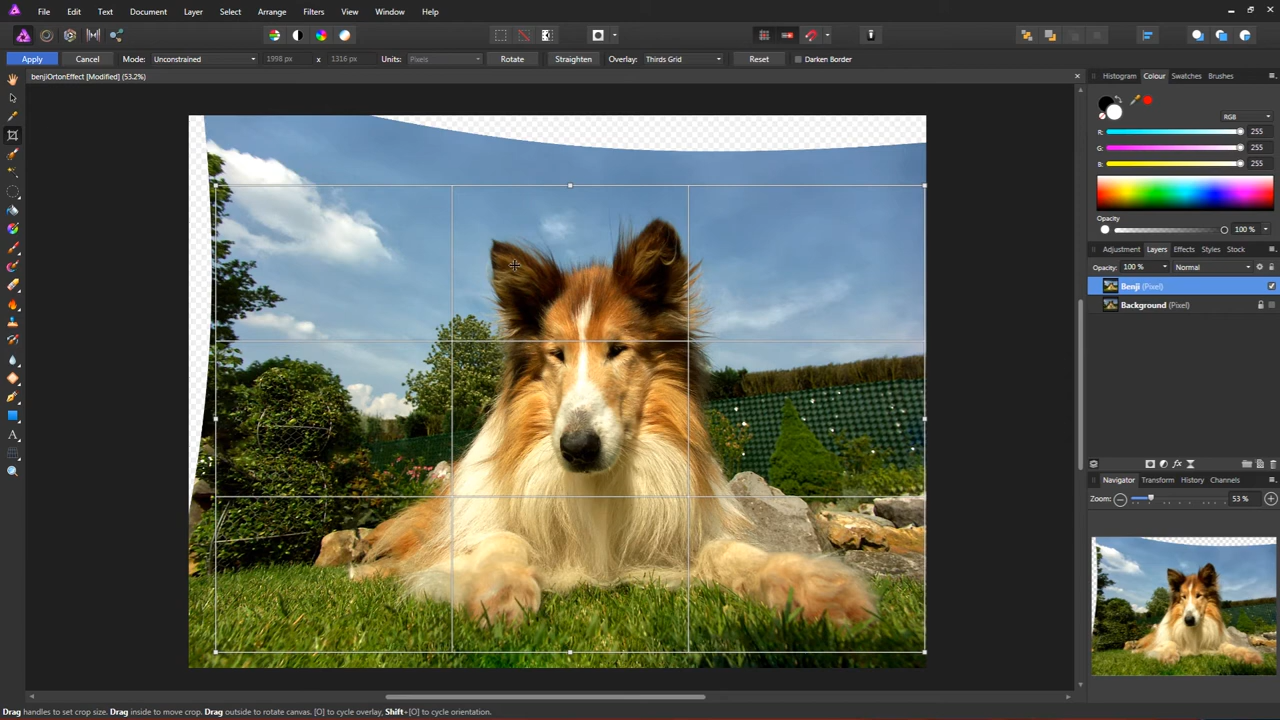 File Edit Text Document Layer Select Arrange Filters View Window Help
Apply Cancel Mode: Unconstrained 1998 px x 1316 px Units: Pixels Rotate Straighten Overlay: Thirds Grid Reset Darken Border
benjiOrtonEffect [Modified] (53.2%)
Histogram Colour Swatches Brushes
RGB
R: 255
G: 255
B: 255
Opacity
100 %
Adjustment Layers Effects Styles Stock
Opacity: 100 % Normal
Benji (Pixel)
Background (Pixel)
Navigator Transform History Channels
Zoom: 53 %
Drag handles to set crop size. Drag inside to move crop. Drag outside to rotate canvas. [O] to cycle overlay, Shift+[O] to cycle orientation.